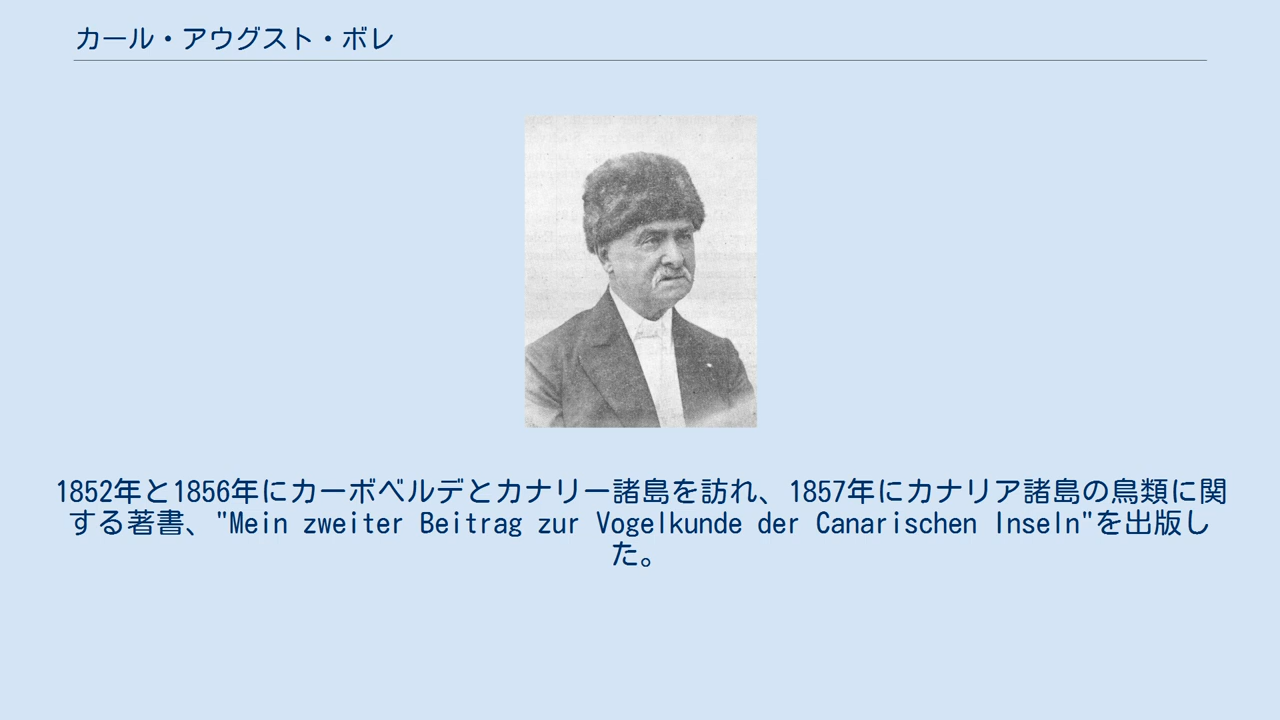 カール・アウグスト・ボレ
1852年と1856年にカーボベルデとカナリー諸島を訪れ、1857年にカナリア諸島の鳥類に関
する著書、"Mein zweiter Beitrag zur Vogelkunde der Canarischen Inseln"を出版し
た。